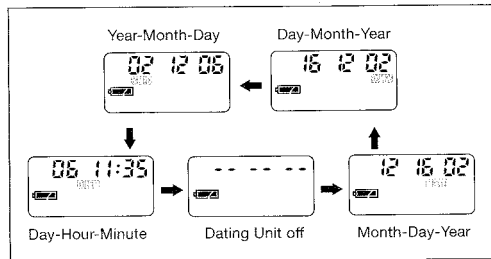 Year-Month-Day Day-Month-Year
02 12 06 16 12 02
06 11:35 -- -- -- 12 16 02
Day-Hour-Minute Dating Unit off Month-Day-Year